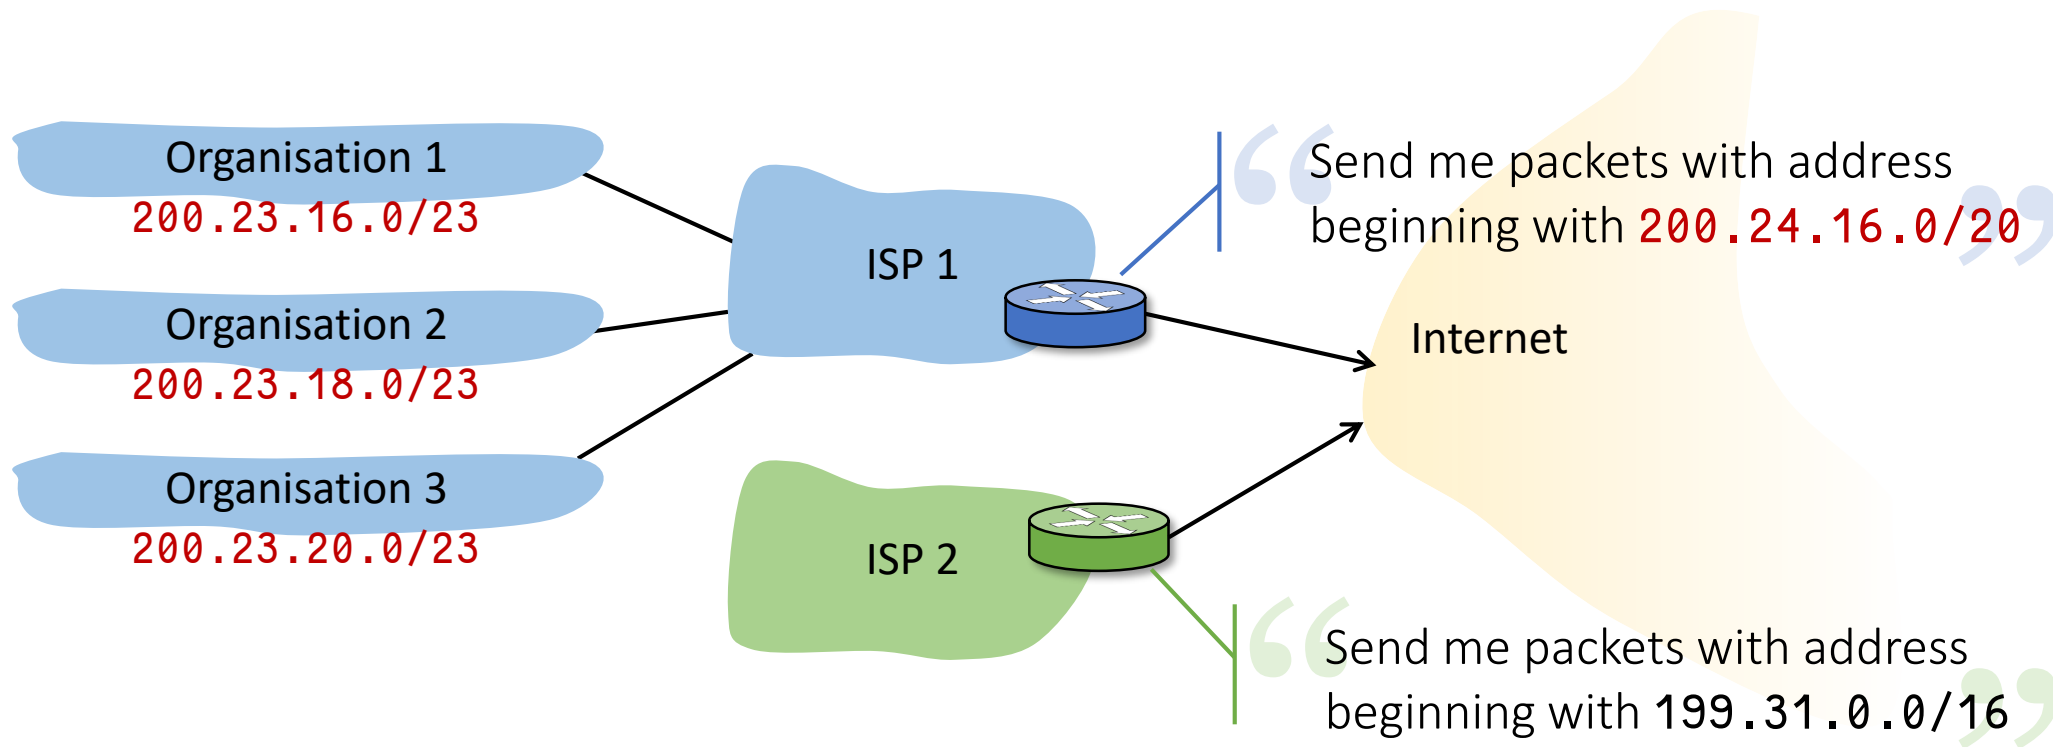 Organisation 1
200.23.16.0/23
Organisation 2
200.23.18.0/23
Organisation 3
200.23.20.0/23
ISP 1
ISP 2
“Send me packets with address
beginning with 200.24.16.0/20”
Internet
“Send me packets with address
beginning with 199.31.0.0/16”